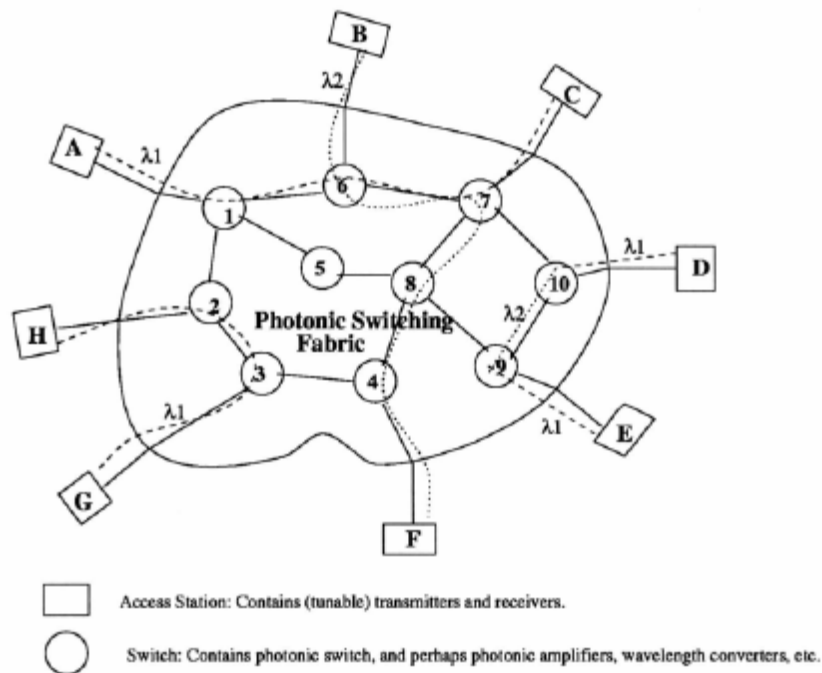 B
λ2
C
A
λ1
6
7
1
λ1
D
5
8
10
2
λ2
H
Photonic Switching
Fabric
9
3
4
λ1
λ1
E
G
F
Access Station: Contains (tunable) transmitters and receivers.
Switch: Contains photonic switch, and perhaps photonic amplifiers, wavelength converters, etc.